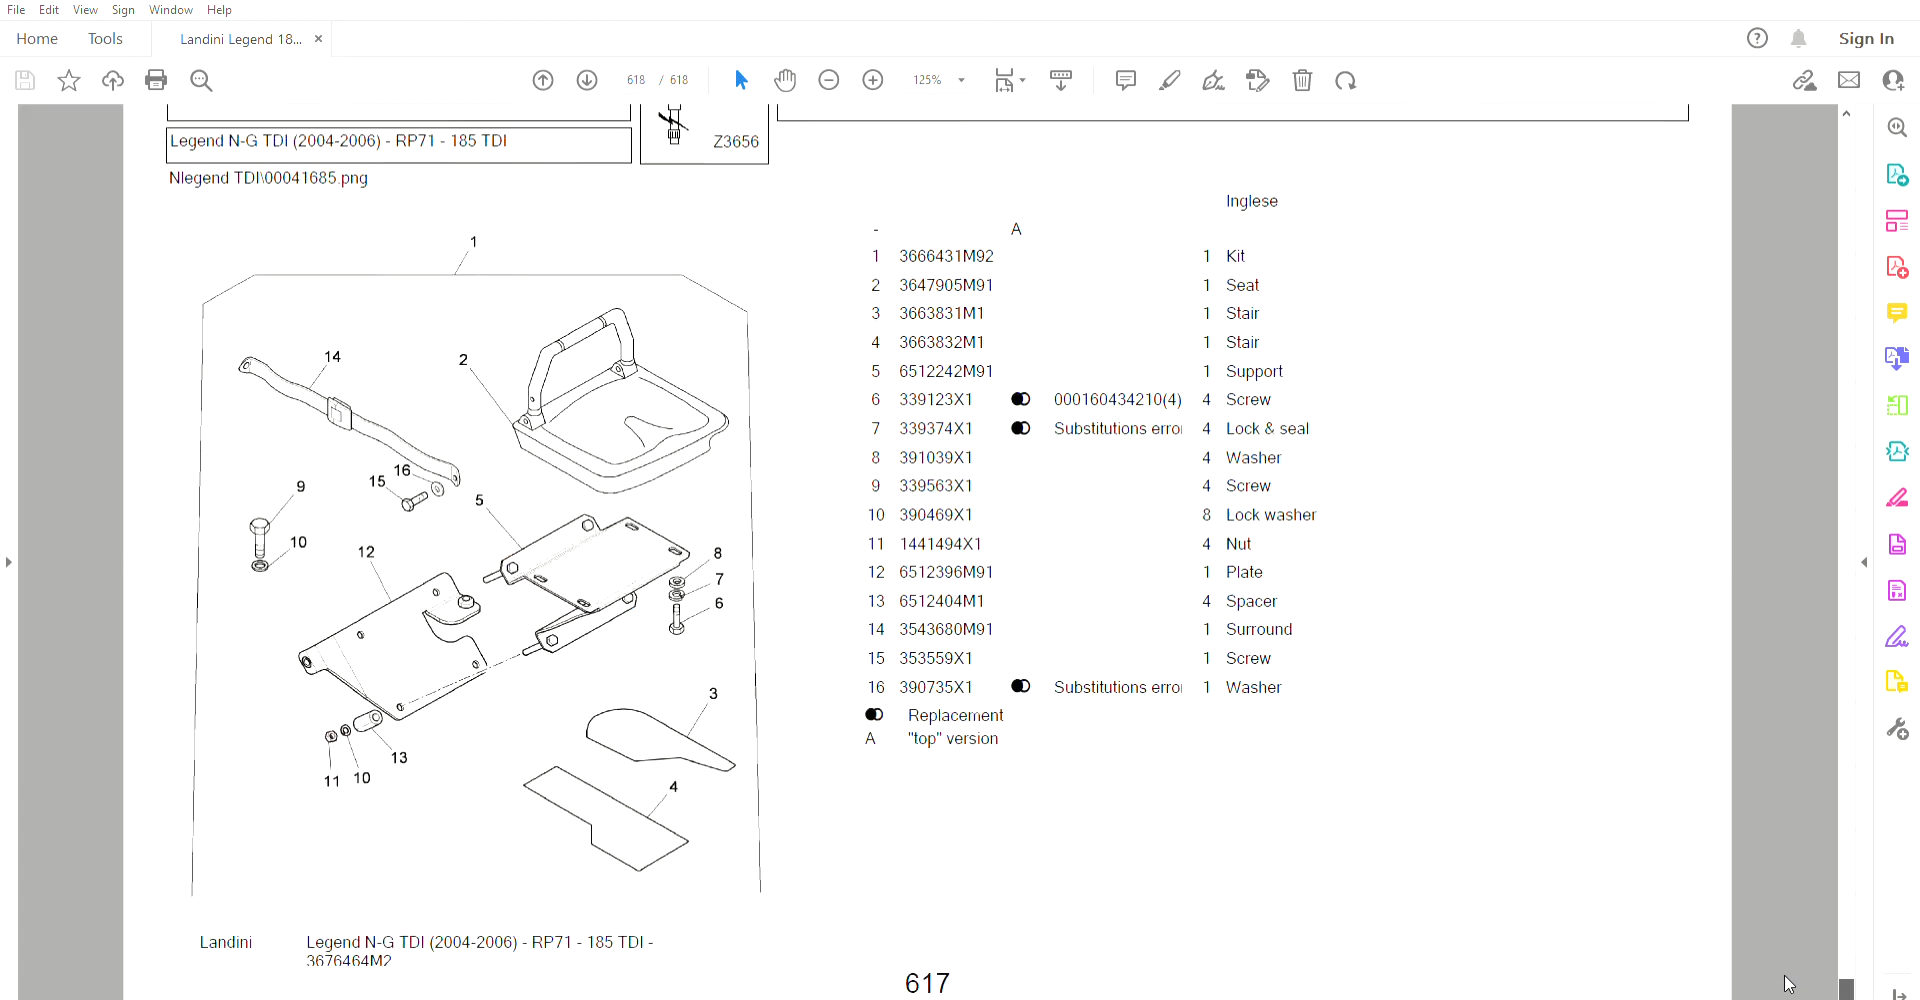 File Edit View Sign Window Help
Home Tools Landini Legend 18... × Sign In
618 / 618 125%
Legend N-G TDI (2004-2006) - RP71 - 185 TDI
Z3656
Nlegend TDI\00041685.png
1
14
2
16
15
5
9
10
12
8
7
6
3
13
11
10
4
Inglese
- A
1 3666431M92 1 Kit
2 3647905M91 1 Seat
3 3663831M1 1 Stair
4 3663832M1 1 Stair
5 6512242M91 1 Support
6 339123X1 000160434210(4) 4 Screw
7 339374X1 Substitutions erro 4 Lock & seal
8 391039X1 4 Washer
9 339563X1 4 Screw
10 390469X1 8 Lock washer
11 1441494X1 4 Nut
12 6512396M91 1 Plate
13 6512404M1 4 Spacer
14 3543680M91 1 Surround
15 353559X1 1 Screw
16 390735X1 Substitutions erro 1 Washer
Replacement
A "top" version
Landini Legend N-G TDI (2004-2006) - RP71 - 185 TDI -
3676464M2
617